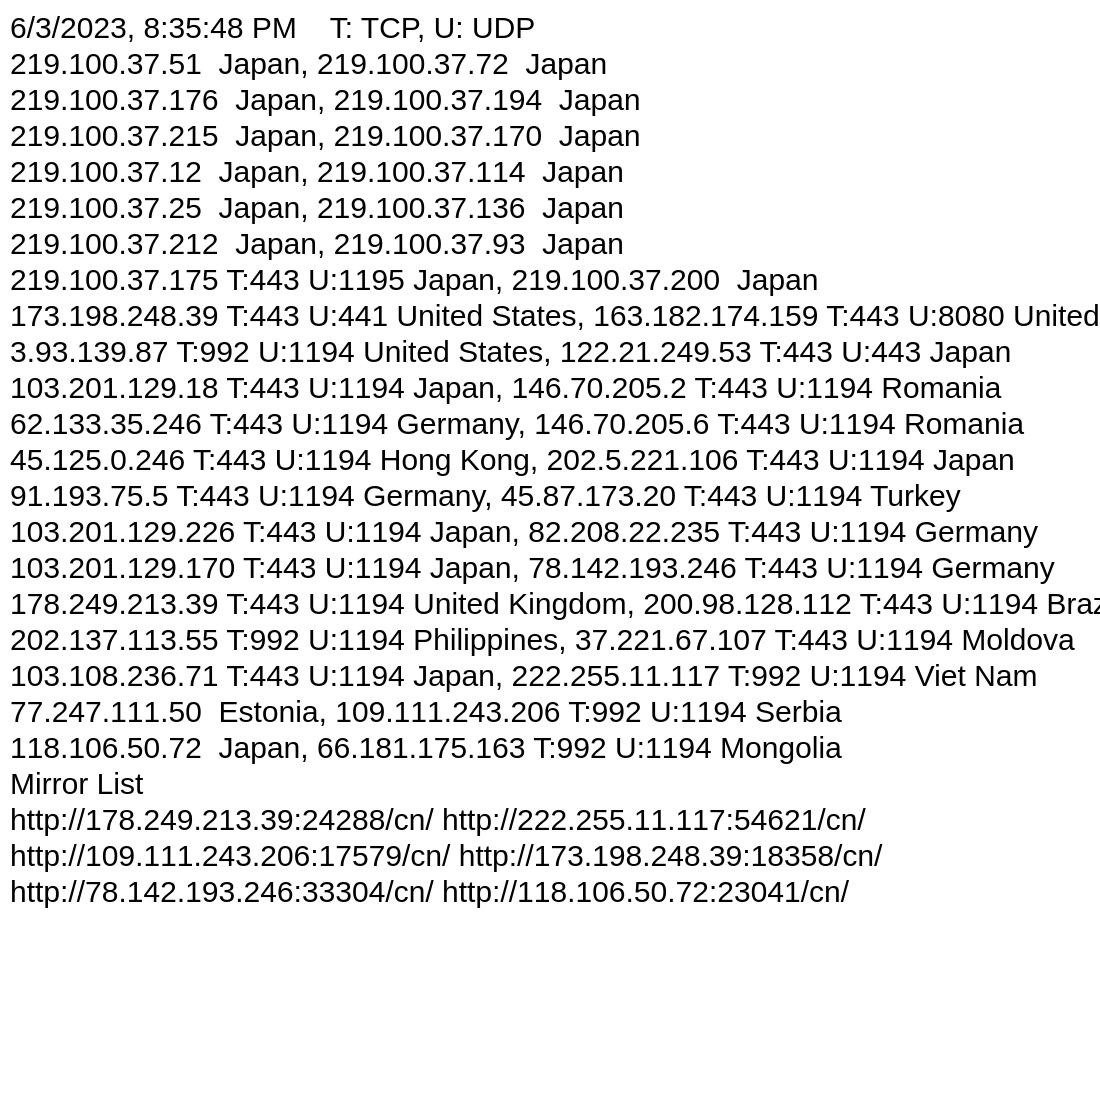 6/3/2023, 8:35:48 PM    T: TCP, U: UDP
219.100.37.51  Japan, 219.100.37.72  Japan
219.100.37.176  Japan, 219.100.37.194  Japan
219.100.37.215  Japan, 219.100.37.170  Japan
219.100.37.12  Japan, 219.100.37.114  Japan
219.100.37.25  Japan, 219.100.37.136  Japan
219.100.37.212  Japan, 219.100.37.93  Japan
219.100.37.175 T:443 U:1195 Japan, 219.100.37.200  Japan
173.198.248.39 T:443 U:441 United States, 163.182.174.159 T:443 U:8080 United
3.93.139.87 T:992 U:1194 United States, 122.21.249.53 T:443 U:443 Japan
103.201.129.18 T:443 U:1194 Japan, 146.70.205.2 T:443 U:1194 Romania
62.133.35.246 T:443 U:1194 Germany, 146.70.205.6 T:443 U:1194 Romania
45.125.0.246 T:443 U:1194 Hong Kong, 202.5.221.106 T:443 U:1194 Japan
91.193.75.5 T:443 U:1194 Germany, 45.87.173.20 T:443 U:1194 Turkey
103.201.129.226 T:443 U:1194 Japan, 82.208.22.235 T:443 U:1194 Germany
103.201.129.170 T:443 U:1194 Japan, 78.142.193.246 T:443 U:1194 Germany
178.249.213.39 T:443 U:1194 United Kingdom, 200.98.128.112 T:443 U:1194 Braz
202.137.113.55 T:992 U:1194 Philippines, 37.221.67.107 T:443 U:1194 Moldova
103.108.236.71 T:443 U:1194 Japan, 222.255.11.117 T:992 U:1194 Viet Nam
77.247.111.50  Estonia, 109.111.243.206 T:992 U:1194 Serbia
118.106.50.72  Japan, 66.181.175.163 T:992 U:1194 Mongolia
Mirror List
http://178.249.213.39:24288/cn/ http://222.255.11.117:54621/cn/
http://109.111.243.206:17579/cn/ http://173.198.248.39:18358/cn/
http://78.142.193.246:33304/cn/ http://118.106.50.72:23041/cn/